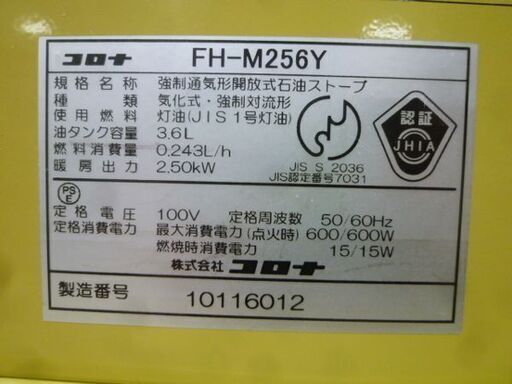 コロナ FH-M256Y
規格名称 強制通気形開放式石油ストーブ
種類 気化式・強制対流形
使用燃料 灯油(JIS1号灯油)
油タンク容量 3.6L
燃料消費量 0.243L/h
暖房出力 2.50kW
JIS S 2036
JIS認定番号7031
認証
JHIA
PS
E
定格電圧 100V 定格周波数 50/60Hz
定格消費電力 最大消費電力(点火時) 600/600W
燃焼時消費電力 15/15W
株式会社コロナ
製造番号 10116012